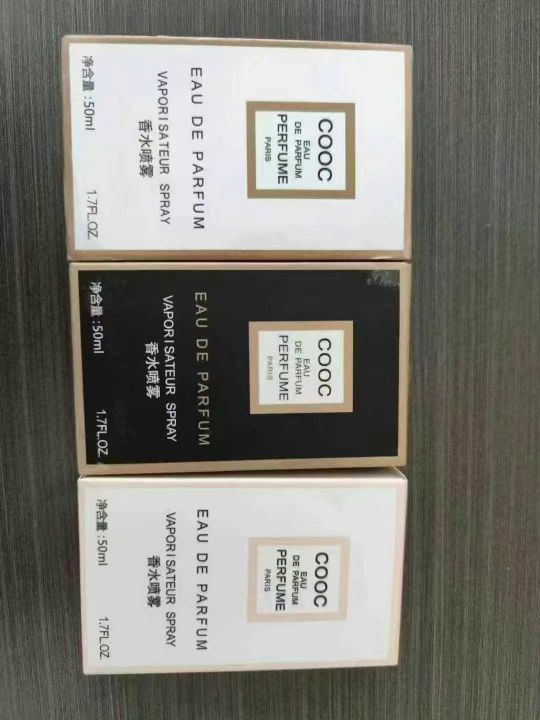 COOC
EAU
DE PARFUM
PERFUME
PARIS
EAU DE PARFUM
VAPORISATEUR SPRAY
香水喷雾
净含量:50ml
1.7FL.OZ.
COOC
EAU
DE PARFUM
PERFUME
PARIS
EAU DE PARFUM
VAPORISATEUR SPRAY
香水喷雾
净含量:50ml
1.7FL.OZ.
COOC
EAU
DE PARFUM
PERFUME
PARIS
EAU DE PARFUM
VAPORISATEUR SPRAY
香水喷雾
净含量:50ml
1.7FL.OZ.